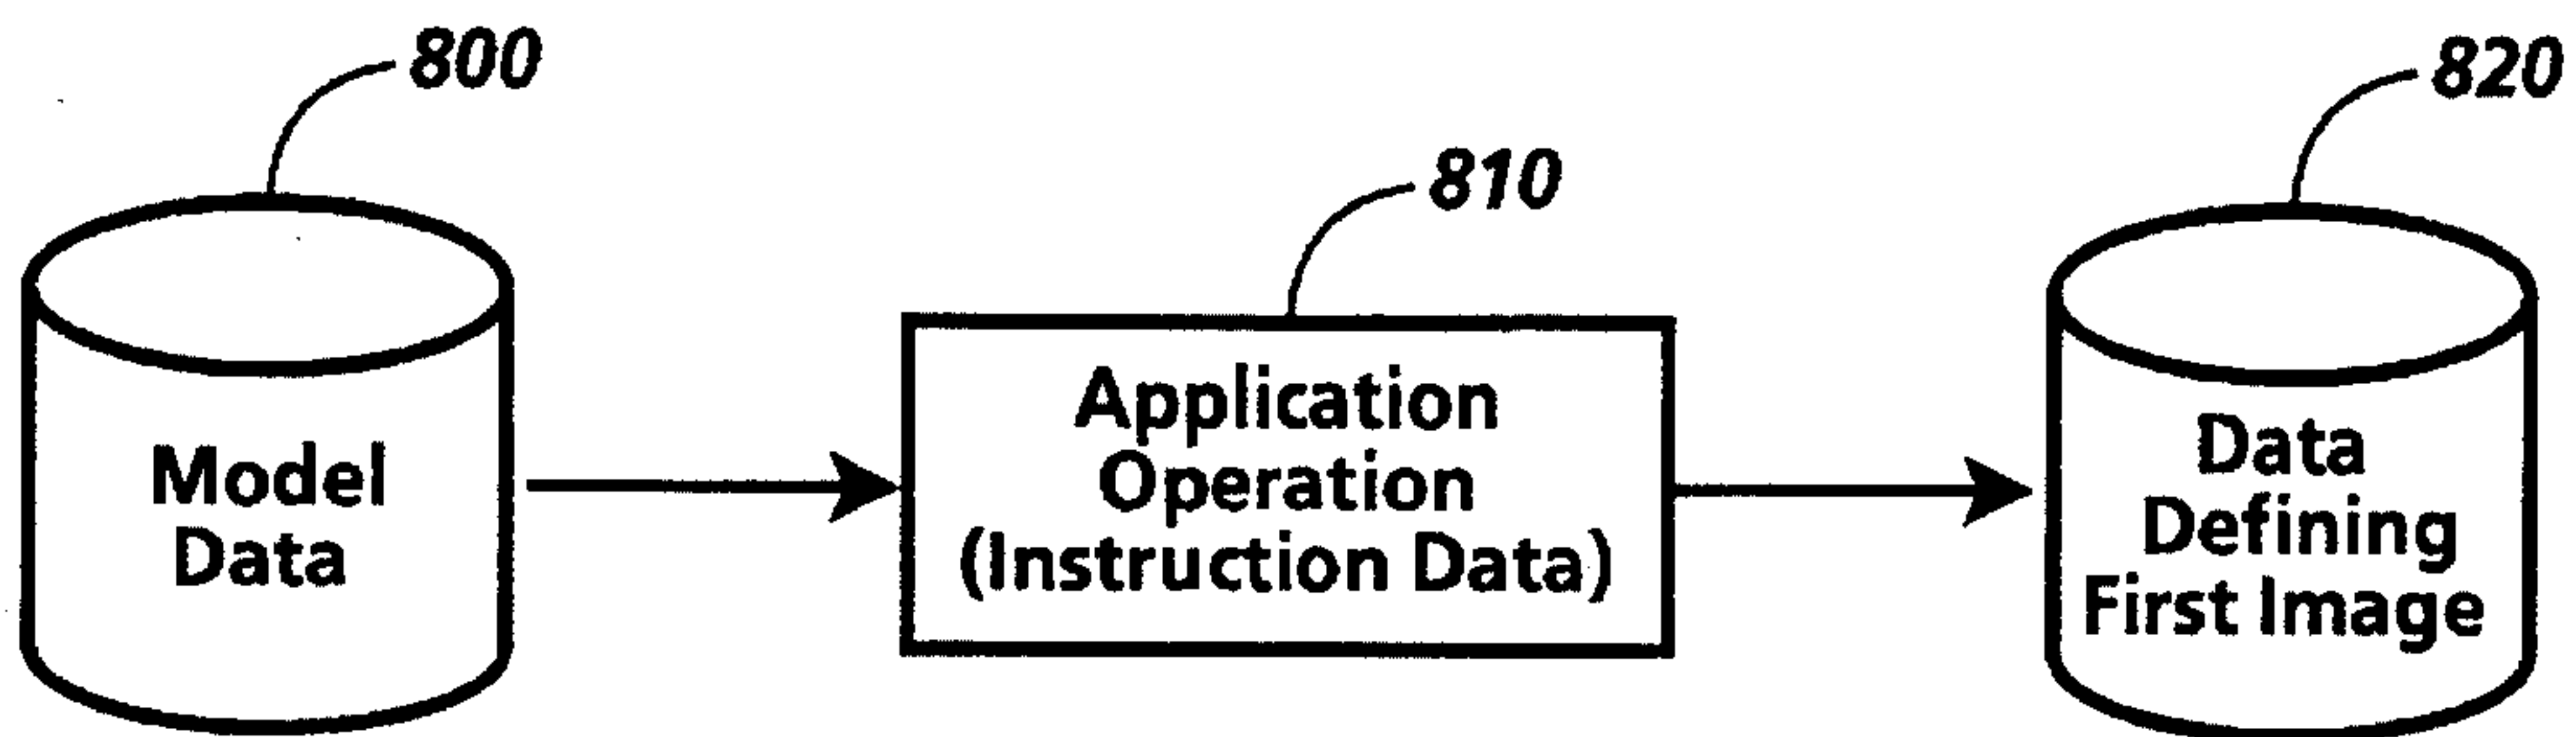 800
820
810
Model
Data
Application
Operation
(Instruction Data)
Data
Defining
First Image